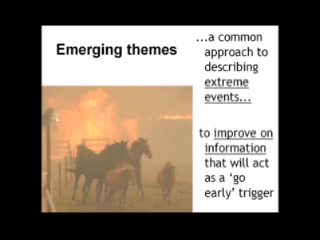 Emerging themes
...a common
approach to
describing
extreme
events...
to improve on
information
that will act
as a ‘go
early’ trigger